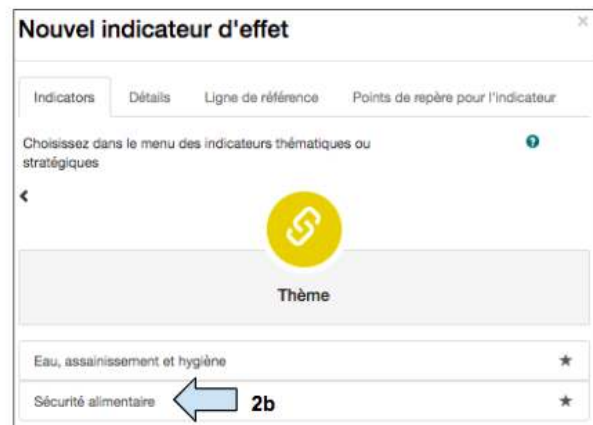 Nouvel indicateur d'effet
×
Indicators Détails Ligne de référence Points de repère pour l'indicateur
Choisissez dans le menu des indicateurs thématiques ou
stratégiques
Thème
Eau, assainissement et hygiène
Sécurité alimentaire 2b